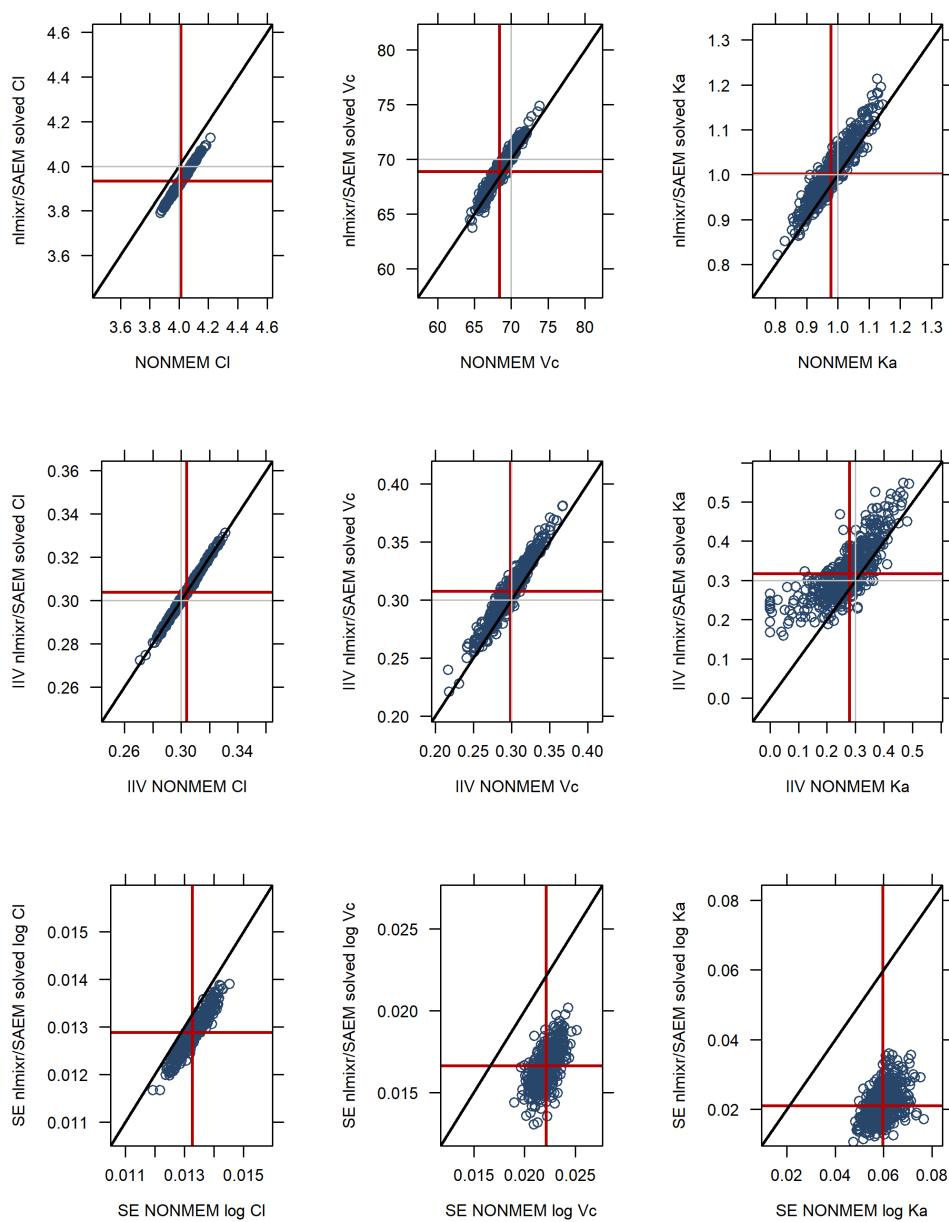 nlmixr/SAEM solved Cl
4.6
4.4
4.2
4.0
3.8
3.6
3.6 3.8 4.0 4.2 4.4 4.6
NONMEM Cl
nlmixr/SAEM solved Vc
80
75
70
65
60
60 65 70 75 80
NONMEM Vc
nlmixr/SAEM solved Ka
1.3
1.2
1.1
1.0
0.9
0.8
0.8 0.9 1.0 1.1 1.2 1.3
NONMEM Ka
IIV nlmixr/SAEM solved Cl
0.36
0.34
0.32
0.30
0.28
0.26
0.26 0.30 0.34
IIV NONMEM Cl
IIV nlmixr/SAEM solved Vc
0.40
0.35
0.30
0.25
0.20
0.20 0.25 0.30 0.35 0.40
IIV NONMEM Vc
IIV nlmixr/SAEM solved Ka
0.5
0.4
0.3
0.2
0.1
0.0
0.0 0.1 0.2 0.3 0.4 0.5
IIV NONMEM Ka
SE nlmixr/SAEM solved log Cl
0.015
0.014
0.013
0.012
0.011
0.011 0.013 0.015
SE NONMEM log Cl
SE nlmixr/SAEM solved log Vc
0.025
0.020
0.015
0.015 0.020 0.025
SE NONMEM log Vc
SE nlmixr/SAEM solved log Ka
0.08
0.06
0.04
0.02
0.02 0.04 0.06 0.08
SE NONMEM log Ka